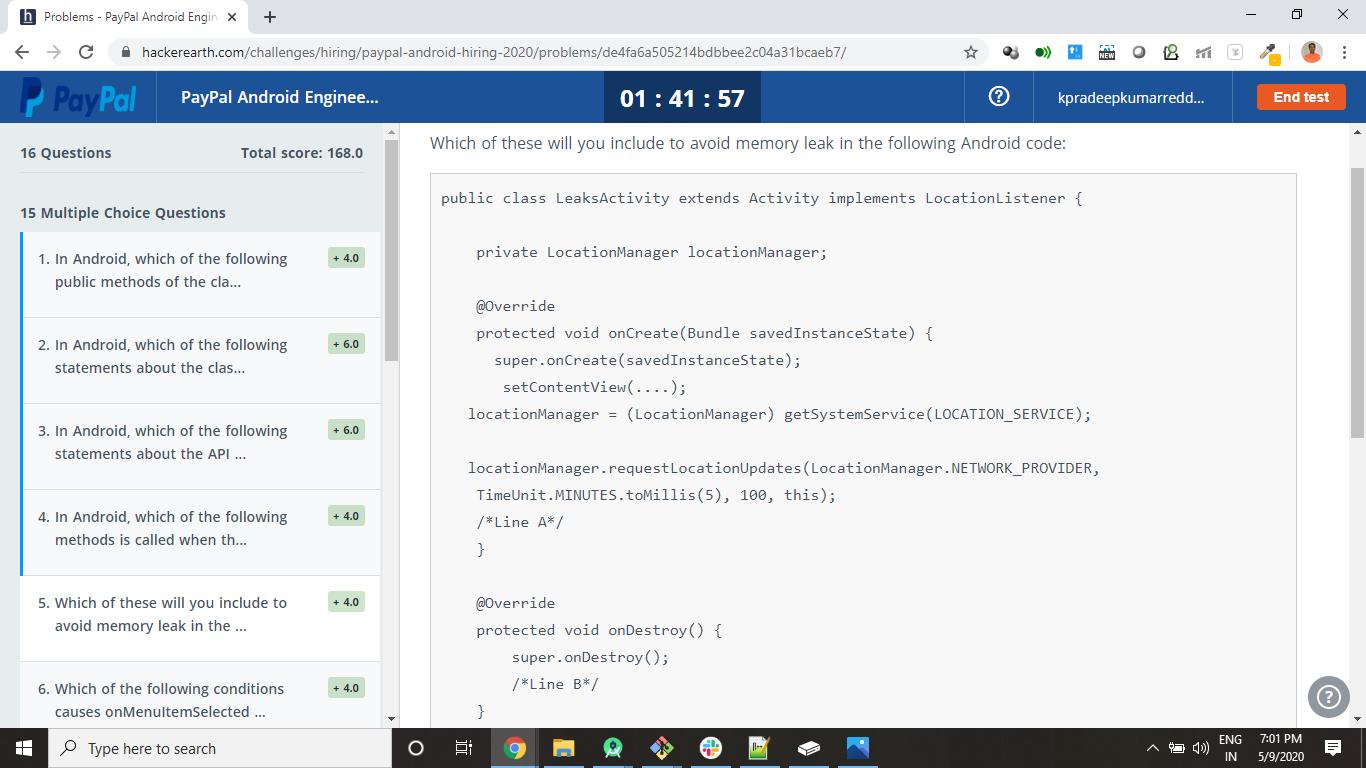 Problems - PayPal Android Engin
hackerearth.com/challenges/hiring/paypal-android-hiring-2020/problems/de4fa6a505214bdbbee2c04a31bcaeb7/
NEW
PayPal
PayPal Android Enginee...
01 : 41 : 57
kpradeepkumarredd...
End test
16 Questions
Total score: 168.0
15 Multiple Choice Questions
1. In Android, which of the following
public methods of the cla...
+ 4.0
2. In Android, which of the following
statements about the clas...
+ 6.0
3. In Android, which of the following
statements about the API ...
+ 6.0
4. In Android, which of the following
methods is called when th...
+ 4.0
5. Which of these will you include to
avoid memory leak in the ...
+ 4.0
6. Which of the following conditions
causes onMenuItemSelected ...
+ 4.0
Which of these will you include to avoid memory leak in the following Android code:
public class LeaksActivity extends Activity implements LocationListener {
private LocationManager locationManager;
@Override
protected void onCreate(Bundle savedInstanceState) {
super.onCreate(savedInstanceState);
setContentView(....);
locationManager = (LocationManager) getSystemService(LOCATION_SERVICE);
locationManager.requestLocationUpdates(LocationManager.NETWORK_PROVIDER,
TimeUnit.MINUTES.toMillis(5), 100, this);
/*Line A*/
}
@Override
protected void onDestroy() {
super.onDestroy();
/*Line B*/
}
Type here to search
ENG
IN
7:01 PM
5/9/2020